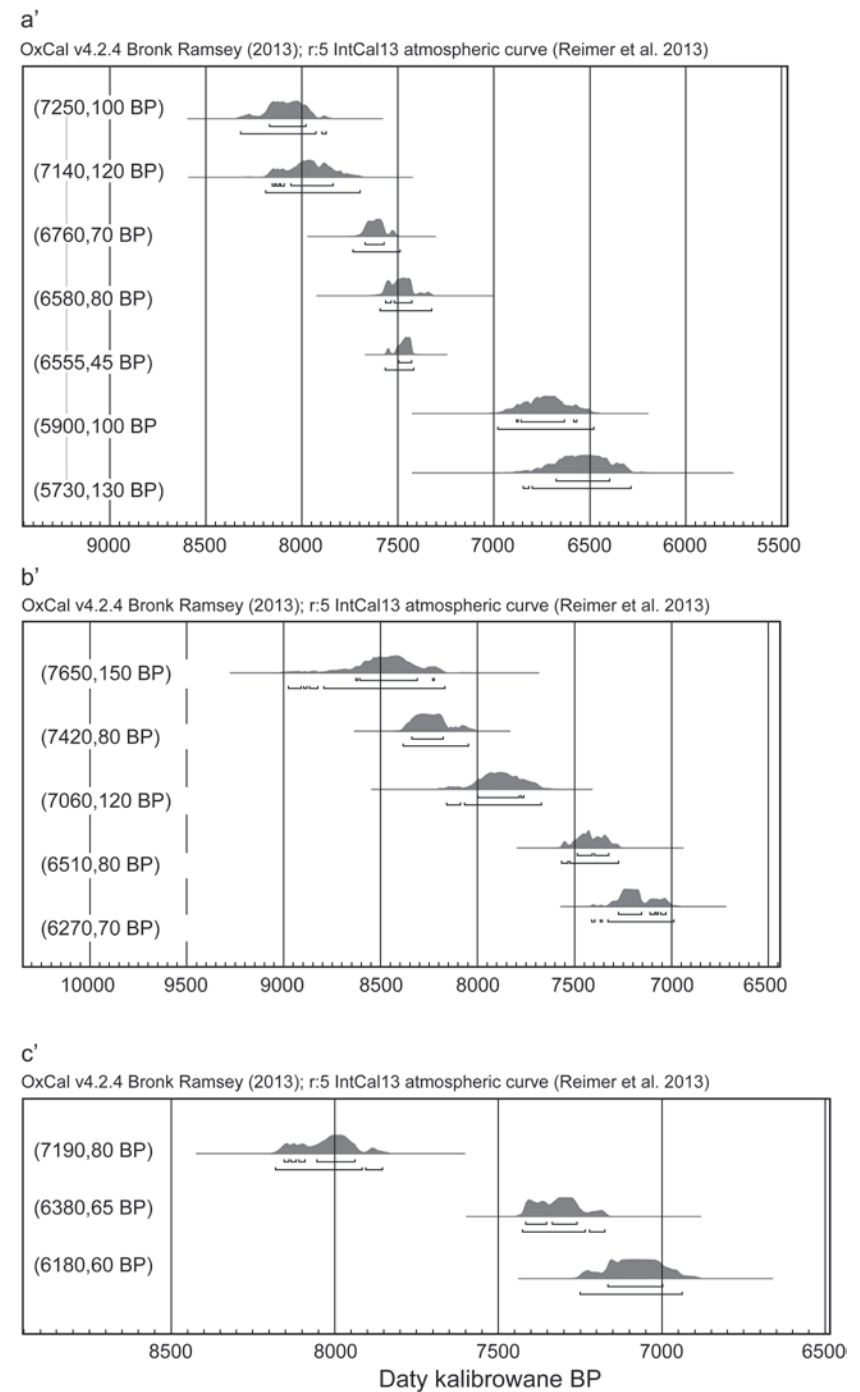 a’
OxCal v4.2.4 Bronk Ramsey (2013); r:5 IntCal13 atmospheric curve (Reimer et al. 2013)
(7250,100 BP)
(7140,120 BP)
(6760,70 BP)
(6580,80 BP)
(6555,45 BP)
(5900,100 BP
(5730,130 BP)
9000 8500 8000 7500 7000 6500 6000 5500
b’
OxCal v4.2.4 Bronk Ramsey (2013); r:5 IntCal13 atmospheric curve (Reimer et al. 2013)
(7650,150 BP)
(7420,80 BP)
(7060,120 BP)
(6510,80 BP)
(6270,70 BP)
10000 9500 9000 8500 8000 7500 7000 6500
c’
OxCal v4.2.4 Bronk Ramsey (2013); r:5 IntCal13 atmospheric curve (Reimer et al. 2013)
(7190,80 BP)
(6380,65 BP)
(6180,60 BP)
8500 8000 7500 7000 6500
Daty kalibrowane BP